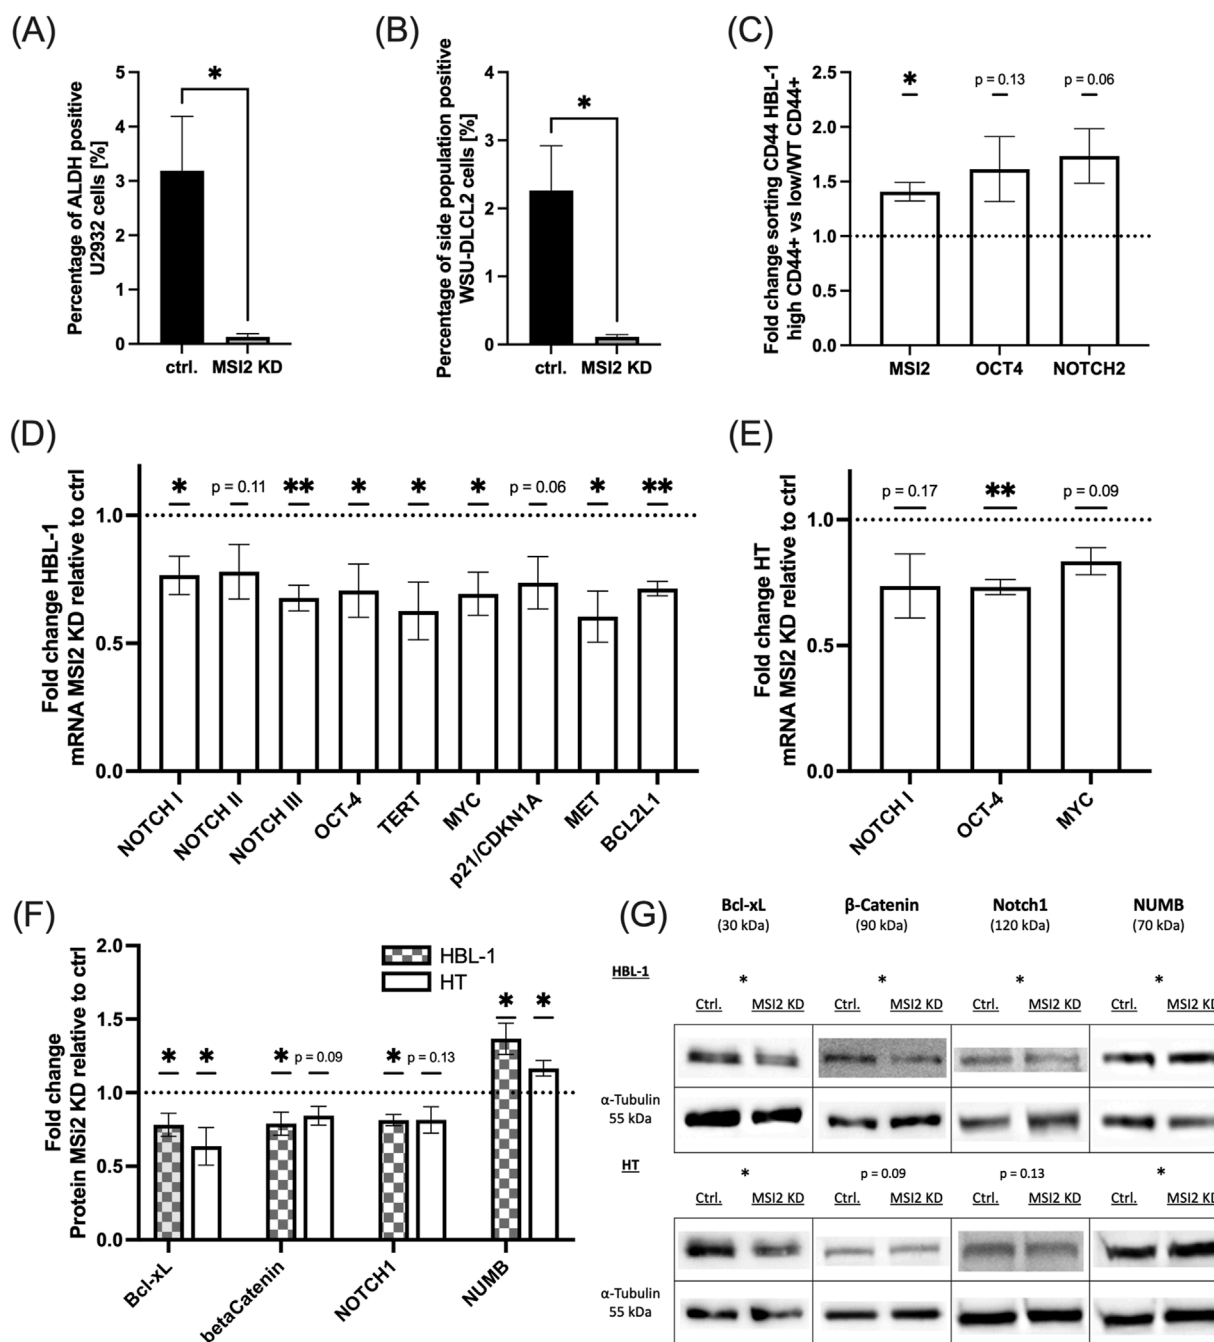 (A)
Percentage of ALDH positive
U2932 cells [%]
5
4
3
2
1
0
*
ctrl.
MSI2 KD
(B)
Percentage of side population positive
WSU-DLCL2 cells [%]
4
3
2
1
0
*
ctrl.
MSI2 KD
(C)
Fold change sorting CD44 HBL-1
high CD44+ vs low/WT CD44+
2.5
2.0
1.5
1.0
0.5
0.0
*
p = 0.13
p = 0.06
MSI2
OCT4
NOTCH2
(D)
Fold change HBL-1
mRNA MSI2 KD relative to ctrl
1.0
0.5
0.0
*
p = 0.11
**
*
*
*
p = 0.06
*
**
NOTCH I
NOTCH II
NOTCH III
OCT-4
TERT
MYC
p21/CDKN1A
MET
BCL2L1
(E)
Fold change HT
mRNA MSI2 KD relative to ctrl
1.0
0.5
0.0
p = 0.17
**
p = 0.09
NOTCH I
OCT-4
MYC
(F)
Fold change
Protein MSI2 KD relative to ctrl
2.0
1.5
1.0
0.5
0.0
HBL-1
HT
*
*
*
p = 0.09
*
p = 0.13
*
*
Bcl-xL
betaCatenin
NOTCH1
NUMB
(G)
Bcl-xL
(30 kDa)
β-Catenin
(90 kDa)
Notch1
(120 kDa)
NUMB
(70 kDa)
HBL-1
*
*
*
*
Ctrl.
MSI2 KD
Ctrl.
MSI2 KD
Ctrl.
MSI2 KD
Ctrl.
MSI2 KD
α-Tubulin
55 kDa
HT
*
p = 0.09
p = 0.13
*
Ctrl.
MSI2 KD
Ctrl.
MSI2 KD
Ctrl.
MSI2 KD
Ctrl.
MSI2 KD
α-Tubulin
55 kDa